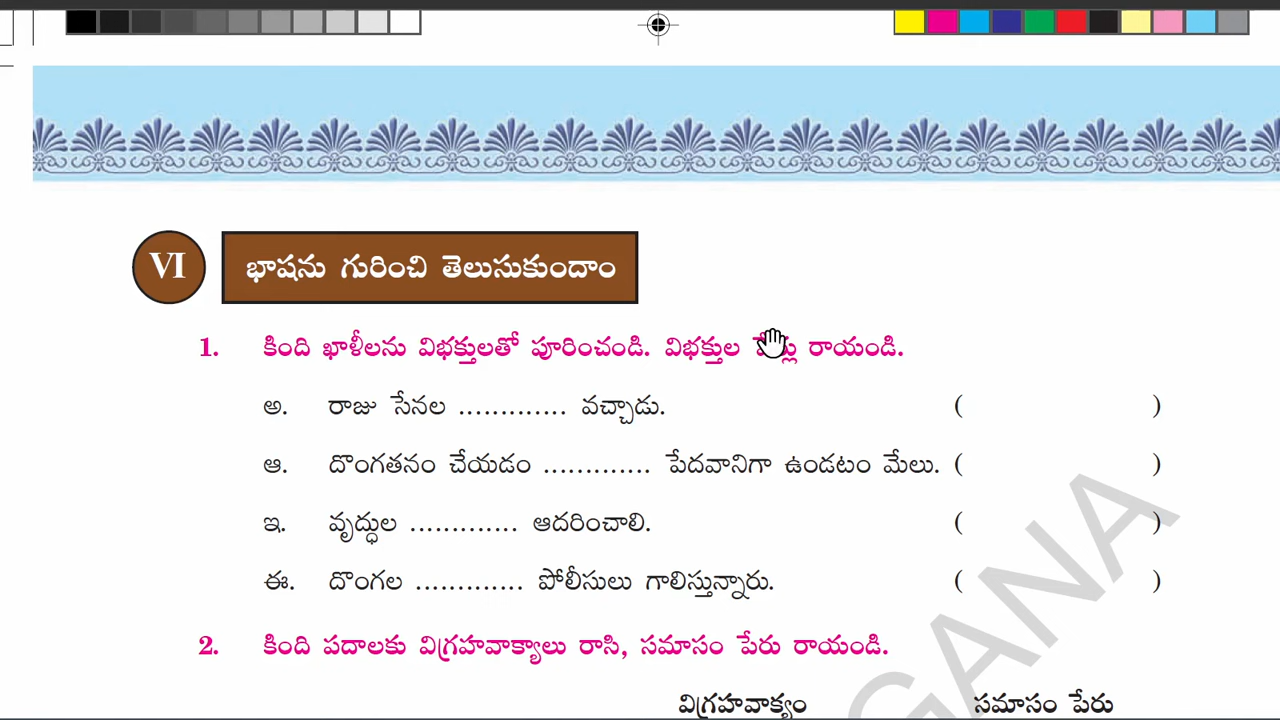 VI భాషను గురించి తెలుసుకుందాం
1. కింది ఖాళీలను విభక్తులతో పూరించండి. విభక్తుల రాయండి.
అ. రాజు సేనల ............. వచ్చాడు. ( )
ఆ. దొంగతనం చేయడం ............. పేదవానిగా ఉండటం మేలు. ( )
ఇ. వృద్ధుల ............. ఆదరించాలి. ( )
ఈ. దొంగల ............. పోలీసులు గాలిస్తున్నారు. ( )
2. కింది పదాలకు విగ్రహవాక్యాలు రాసి, సమాసం పేరు రాయండి.
విగ్రహవాక్యం సమాసం పేరు
GANA